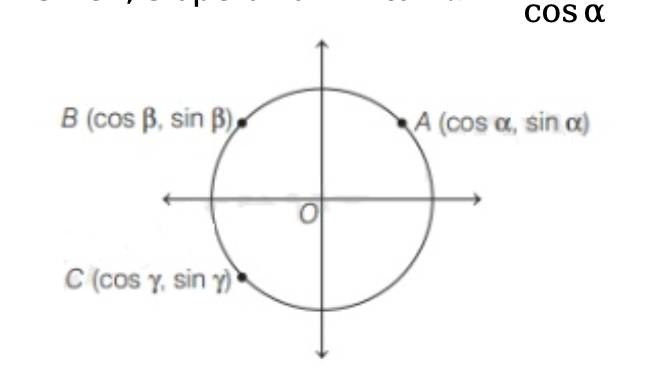 cos α
B (cos β, sin β)
A (cos α, sin α)
O
C (cos γ, sin γ)